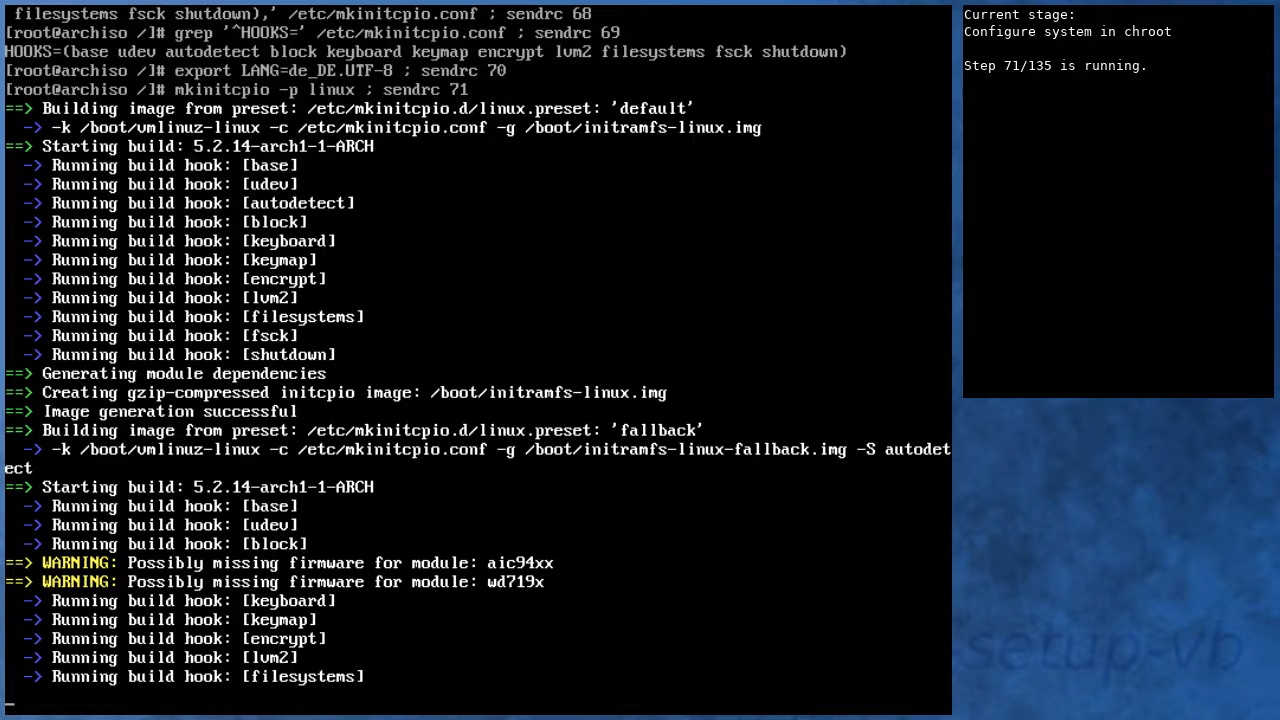 filesystems fsck shutdown),' /etc/mkinitcpio.conf ; sendrc 68
[root@archiso /]# grep '^HOOKS=' /etc/mkinitcpio.conf ; sendrc 69
HOOKS=(base udev autodetect block keyboard keymap encrypt lvm2 filesystems fsck shutdown)
[root@archiso /]# export LANG=de_DE.UTF-8 ; sendrc 70
[root@archiso /]# mkinitcpio -p linux ; sendrc 71
==> Building image from preset: /etc/mkinitcpio.d/linux.preset: 'default'
  -> -k /boot/vmlinuz-linux -c /etc/mkinitcpio.conf -g /boot/initramfs-linux.img
==> Starting build: 5.2.14-arch1-1-ARCH
  -> Running build hook: [base]
  -> Running build hook: [udev]
  -> Running build hook: [autodetect]
  -> Running build hook: [block]
  -> Running build hook: [keyboard]
  -> Running build hook: [keymap]
  -> Running build hook: [encrypt]
  -> Running build hook: [lvm2]
  -> Running build hook: [filesystems]
  -> Running build hook: [fsck]
  -> Running build hook: [shutdown]
==> Generating module dependencies
==> Creating gzip-compressed initcpio image: /boot/initramfs-linux.img
==> Image generation successful
==> Building image from preset: /etc/mkinitcpio.d/linux.preset: 'fallback'
  -> -k /boot/vmlinuz-linux -c /etc/mkinitcpio.conf -g /boot/initramfs-linux-fallback.img -S autodet
ect
==> Starting build: 5.2.14-arch1-1-ARCH
  -> Running build hook: [base]
  -> Running build hook: [udev]
  -> Running build hook: [block]
==> WARNING: Possibly missing firmware for module: aic94xx
==> WARNING: Possibly missing firmware for module: wd719x
  -> Running build hook: [keyboard]
  -> Running build hook: [keymap]
  -> Running build hook: [encrypt]
  -> Running build hook: [lvm2]
  -> Running build hook: [filesystems]
Current stage:
Configure system in chroot
Step 71/135 is running.
setup-vb